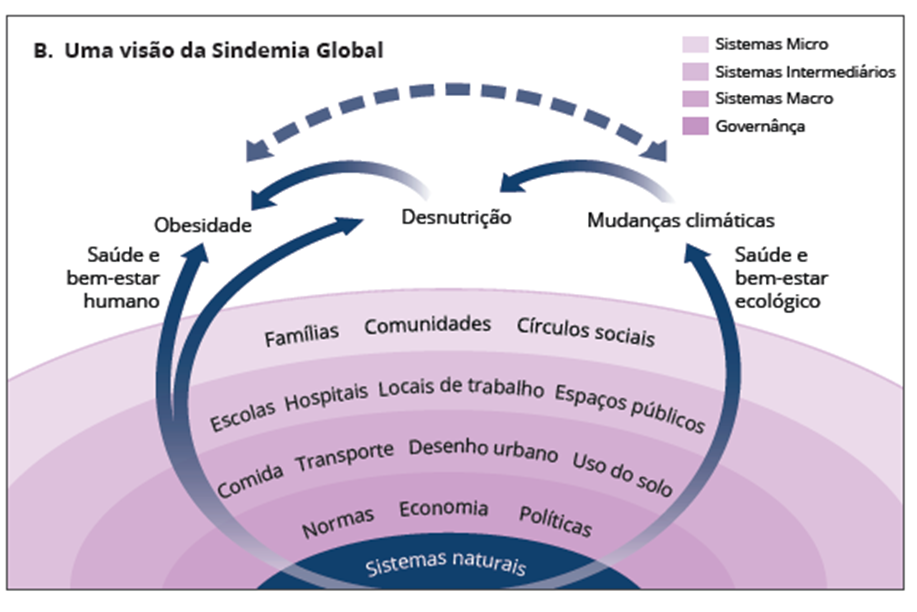 B. Uma visão da Sindemia Global
Sistemas Micro
Sistemas Intermediários
Sistemas Macro
Governânça
Obesidade
Desnutrição
Mudanças climáticas
Saúde e
bem-estar
humano
Saúde e
bem-estar
ecológico
Famílias Comunidades Círculos sociais
Escolas Hospitais Locais de trabalho Espaços públicos
Comida Transporte Desenho urbano Uso do solo
Normas Economia Políticas
Sistemas naturais